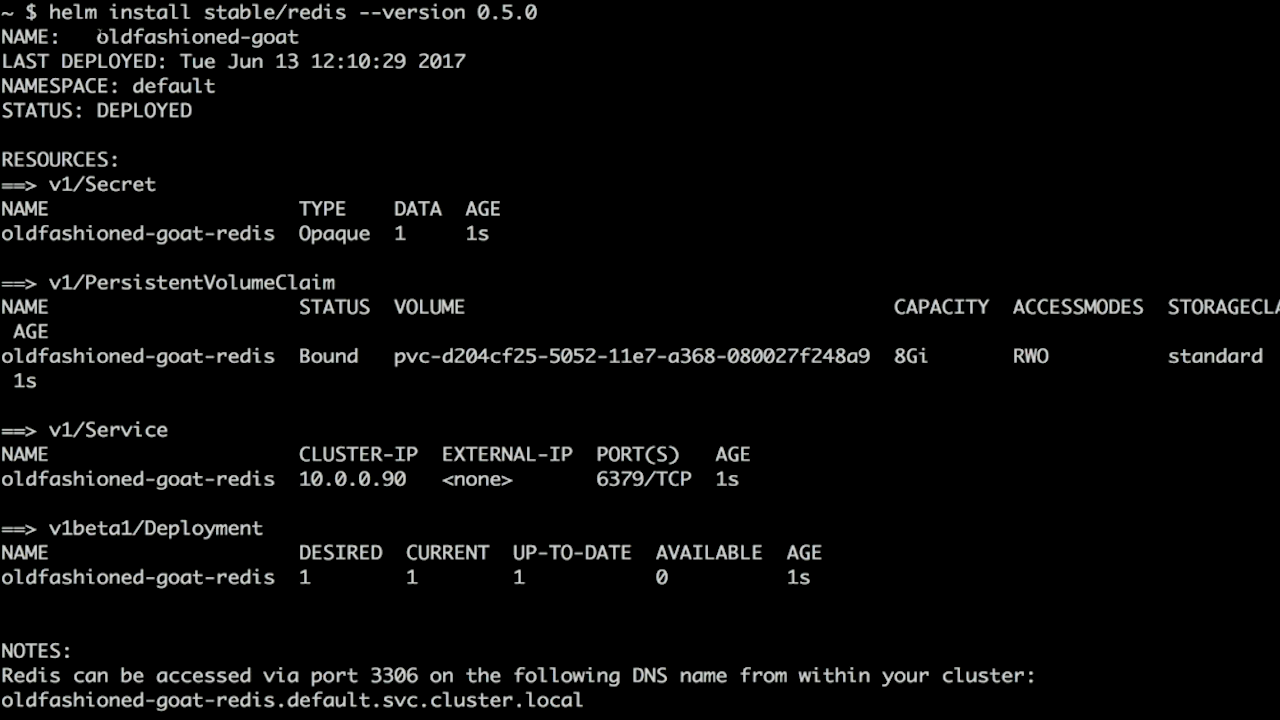 ~ $ helm install stable/redis --version 0.5.0
NAME:   oldfashioned-goat
LAST DEPLOYED: Tue Jun 13 12:10:29 2017
NAMESPACE: default
STATUS: DEPLOYED
RESOURCES:
==> v1/Secret
NAME                     TYPE    DATA  AGE
oldfashioned-goat-redis  Opaque  1     1s
==> v1/PersistentVolumeClaim
NAME                     STATUS  VOLUME                                    CAPACITY  ACCESSMODES  STORAGECLA
 AGE
oldfashioned-goat-redis  Bound   pvc-d204cf25-5052-11e7-a368-080027f248a9  8Gi       RWO          standard
 1s
==> v1/Service
NAME                     CLUSTER-IP  EXTERNAL-IP  PORT(S)   AGE
oldfashioned-goat-redis  10.0.0.90   <none>       6379/TCP  1s
==> v1beta1/Deployment
NAME                     DESIRED  CURRENT  UP-TO-DATE  AVAILABLE  AGE
oldfashioned-goat-redis  1        1        1           0          1s
NOTES:
Redis can be accessed via port 3306 on the following DNS name from within your cluster:
oldfashioned-goat-redis.default.svc.cluster.local